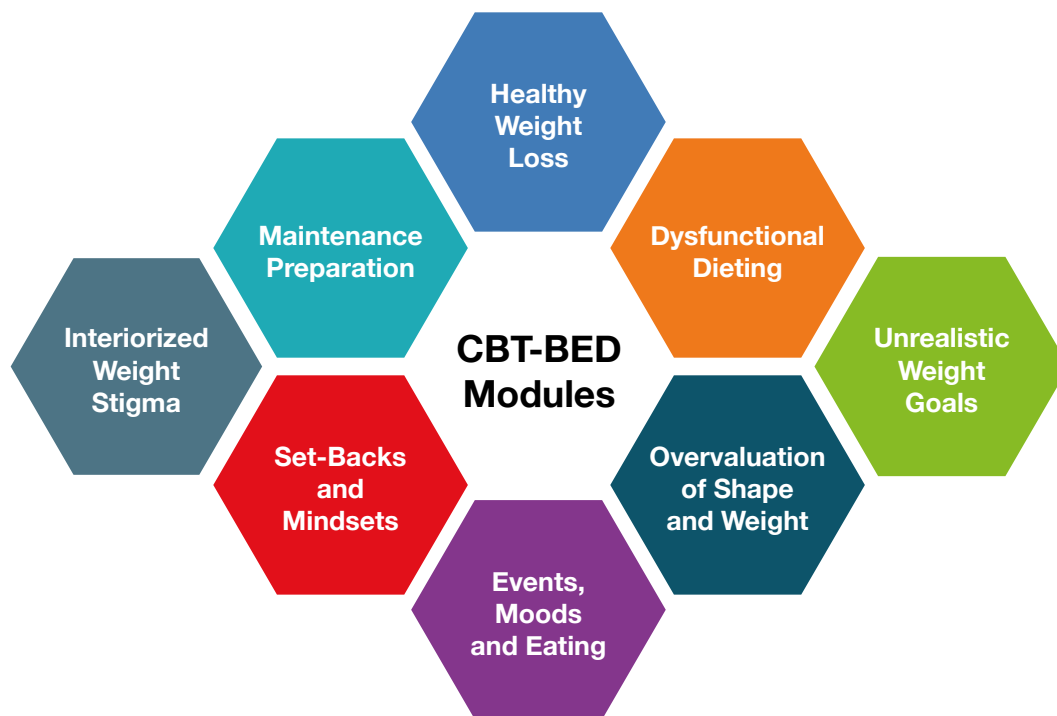 Healthy
Weight
Loss
Maintenance
Preparation
Dysfunctional
Dieting
Interiorized
Weight
Stigma
CBT-BED
Modules
Unrealistic
Weight
Goals
Set-Backs
and
Mindsets
Overvaluation
of Shape
and Weight
Events,
Moods
and Eating